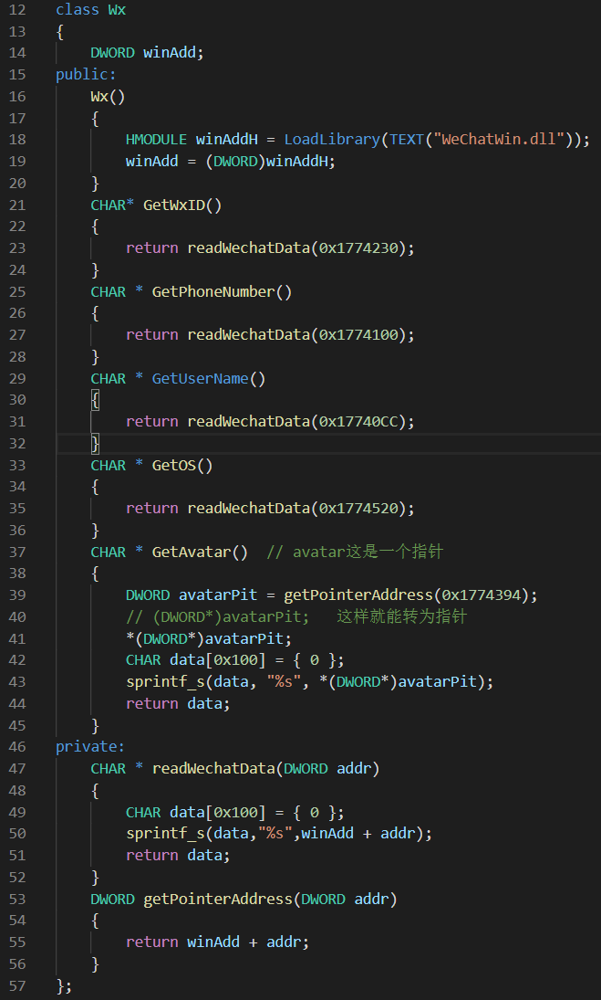 12 class Wx
13 {
14     DWORD winAdd;
15 public:
16     Wx()
17     {
18         HMODULE winAddH = LoadLibrary(TEXT("WeChatWin.dll"));
19         winAdd = (DWORD)winAddH;
20     }
21     CHAR* GetWxID()
22     {
23         return readWechatData(0x1774230);
24     }
25     CHAR * GetPhoneNumber()
26     {
27         return readWechatData(0x1774100);
28     }
29     CHAR * GetUserName()
30     {
31         return readWechatData(0x17740CC);
32     }
33     CHAR * GetOS()
34     {
35         return readWechatData(0x1774520);
36     }
37     CHAR * GetAvatar()  // avatar这是一个指针
38     {
39         DWORD avatarPit = getPointerAddress(0x1774394);
40         // (DWORD*)avatarPit;   这样就能转为指针
41         *(DWORD*)avatarPit;
42         CHAR data[0x100] = { 0 };
43         sprintf_s(data, "%s", *(DWORD*)avatarPit);
44         return data;
45     }
46 private:
47     CHAR * readWechatData(DWORD addr)
48     {
49         CHAR data[0x100] = { 0 };
50         sprintf_s(data,"%s",winAdd + addr);
51         return data;
52     }
53     DWORD getPointerAddress(DWORD addr)
54     {
55         return winAdd + addr;
56     }
57 };